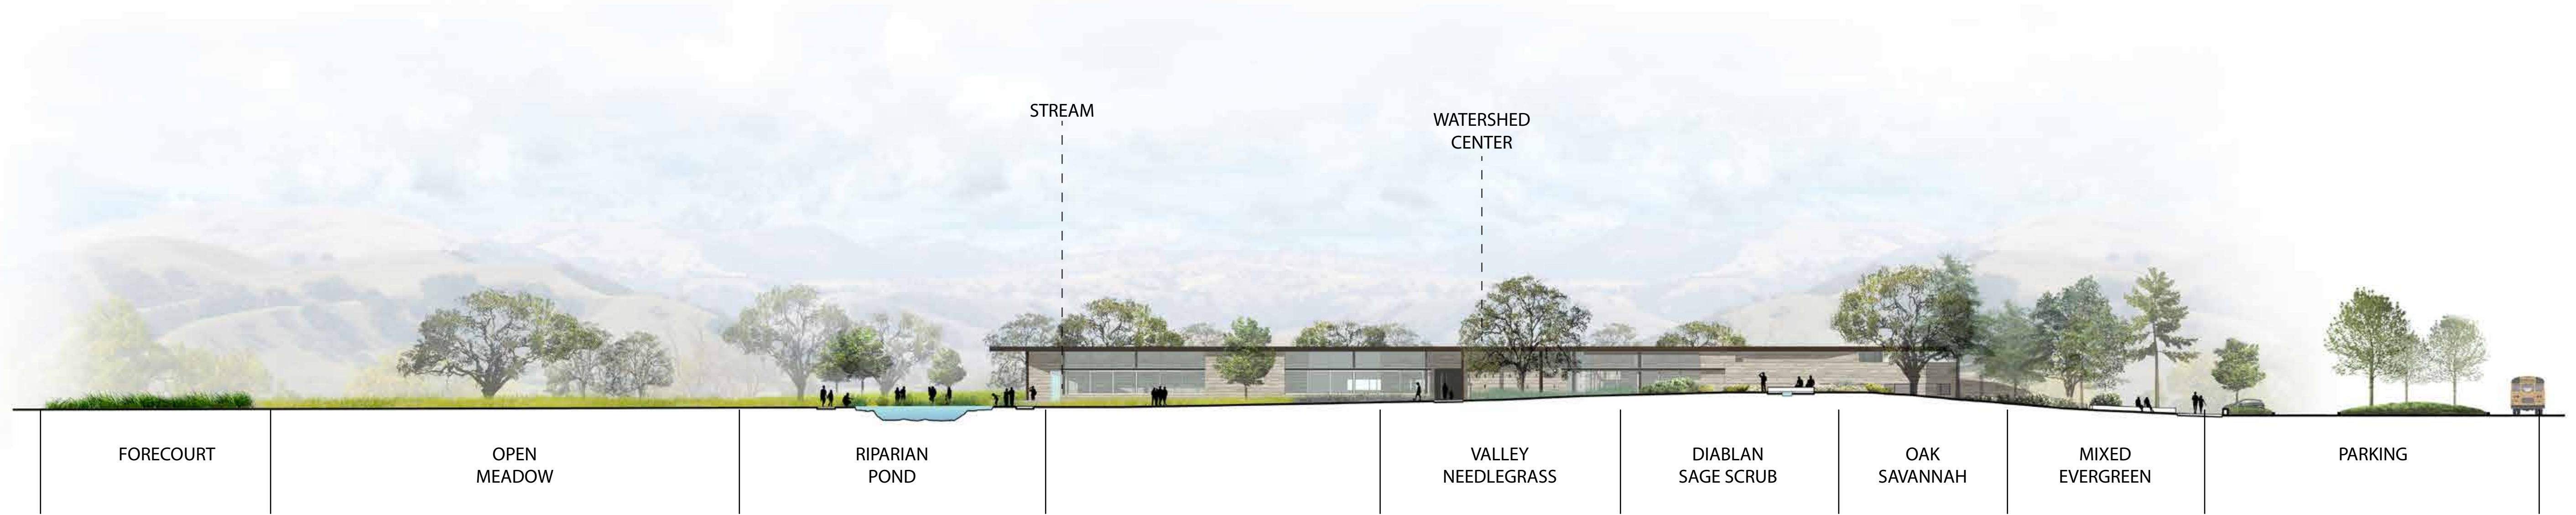 STREAM
WATERSHED
CENTER
FORECOURT
OPEN
MEADOW
RIPARIAN
POND
VALLEY
NEEDLEGRASS
DIABLAN
SAGE SCRUB
OAK
SAVANNAH
MIXED
EVERGREEN
PARKING